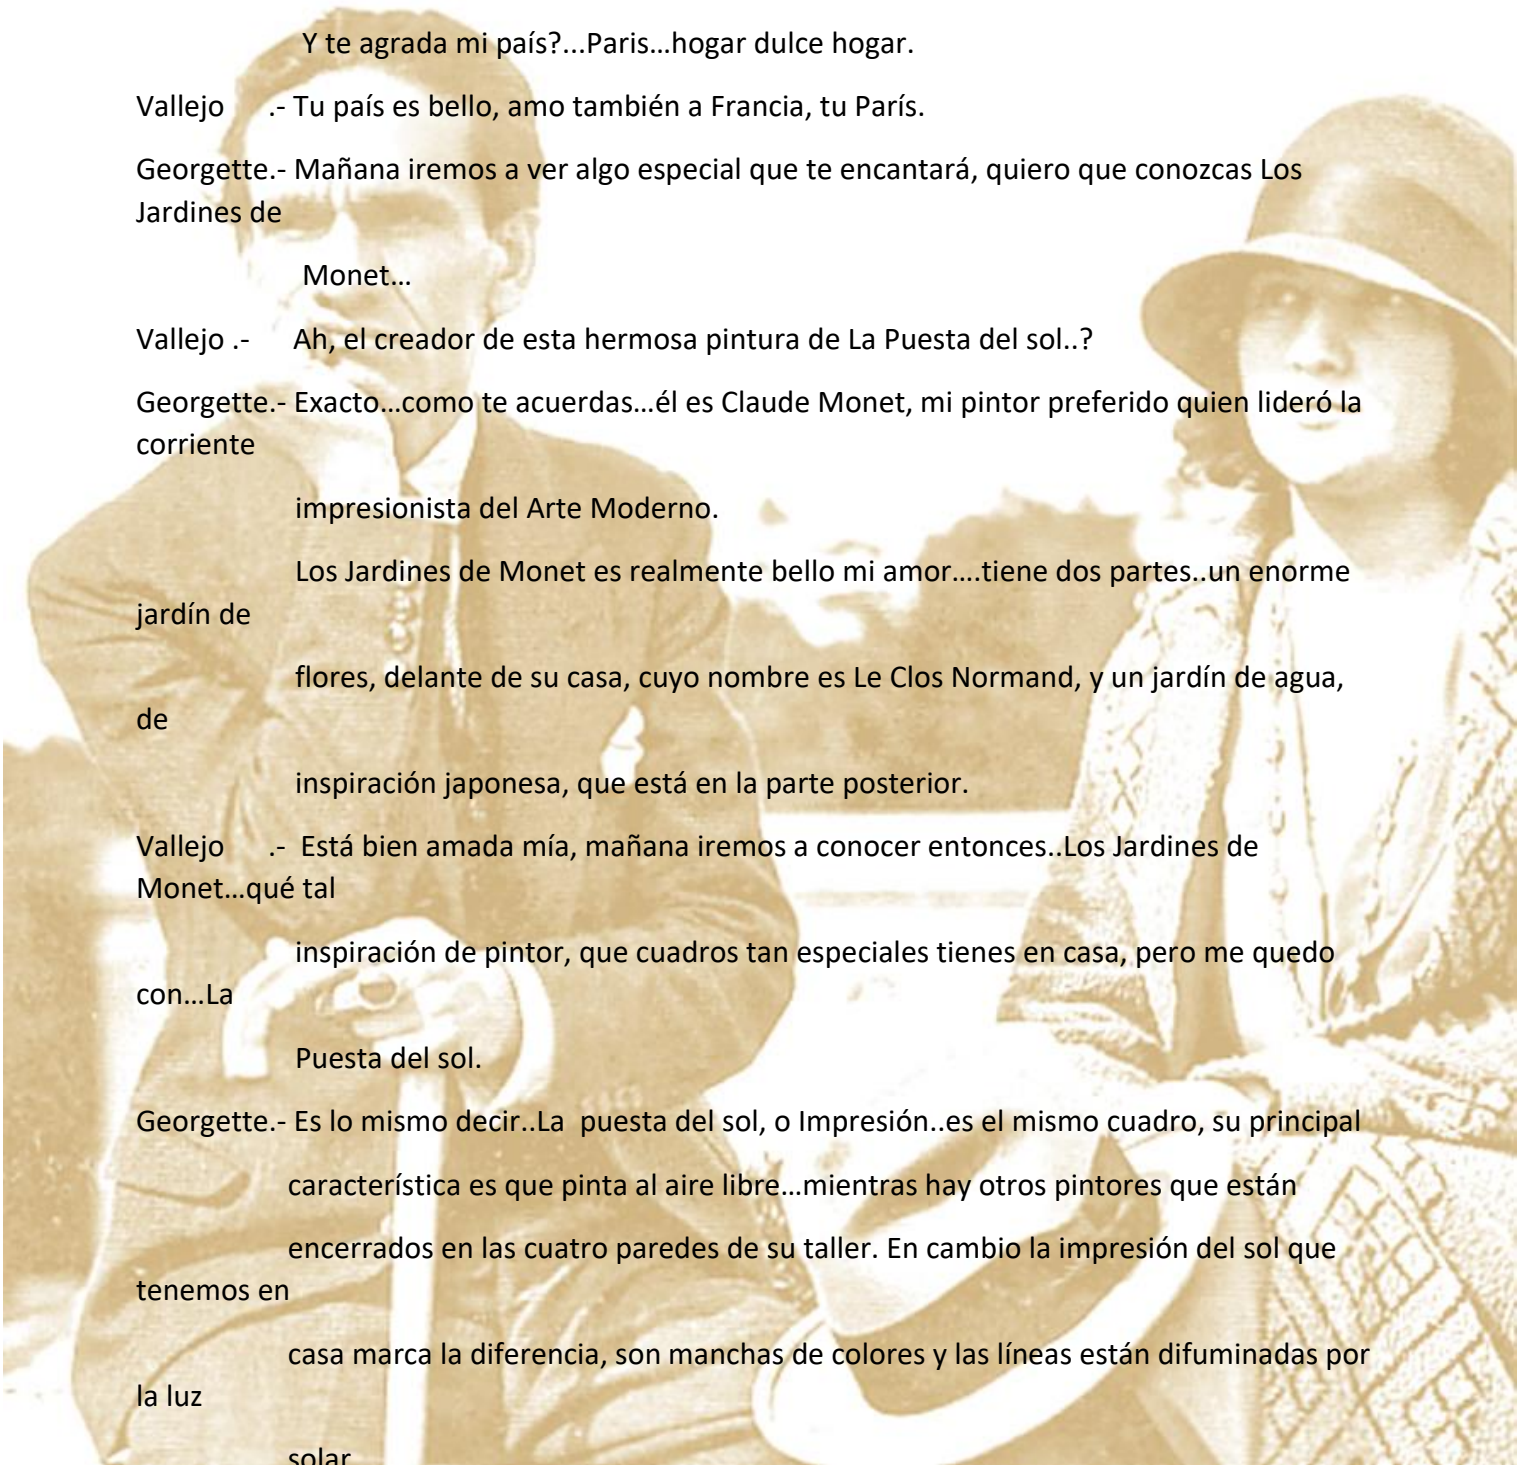 Y te agrada mi país?...Paris…hogar dulce hogar.
Vallejo .- Tu país es bello, amo también a Francia, tu París.
Georgette.- Mañana iremos a ver algo especial que te encantará, quiero que conozcas Los
Jardines de
Monet…
Vallejo .- Ah, el creador de esta hermosa pintura de La Puesta del sol..?
Georgette.- Exacto…como te acuerdas…él es Claude Monet, mi pintor preferido quien lideró la
corriente
impresionista del Arte Moderno.
Los Jardines de Monet es realmente bello mi amor….tiene dos partes..un enorme
jardín de
flores, delante de su casa, cuyo nombre es Le Clos Normand, y un jardín de agua,
de
inspiración japonesa, que está en la parte posterior.
Vallejo .- Está bien amada mía, mañana iremos a conocer entonces..Los Jardines de
Monet…qué tal
inspiración de pintor, que cuadros tan especiales tienes en casa, pero me quedo
con…La
Puesta del sol.
Georgette.- Es lo mismo decir..La puesta del sol, o Impresión..es el mismo cuadro, su principal
característica es que pinta al aire libre…mientras hay otros pintores que están
encerrados en las cuatro paredes de su taller. En cambio la impresión del sol que
tenemos en
casa marca la diferencia, son manchas de colores y las líneas están difuminadas por
la luz
solar